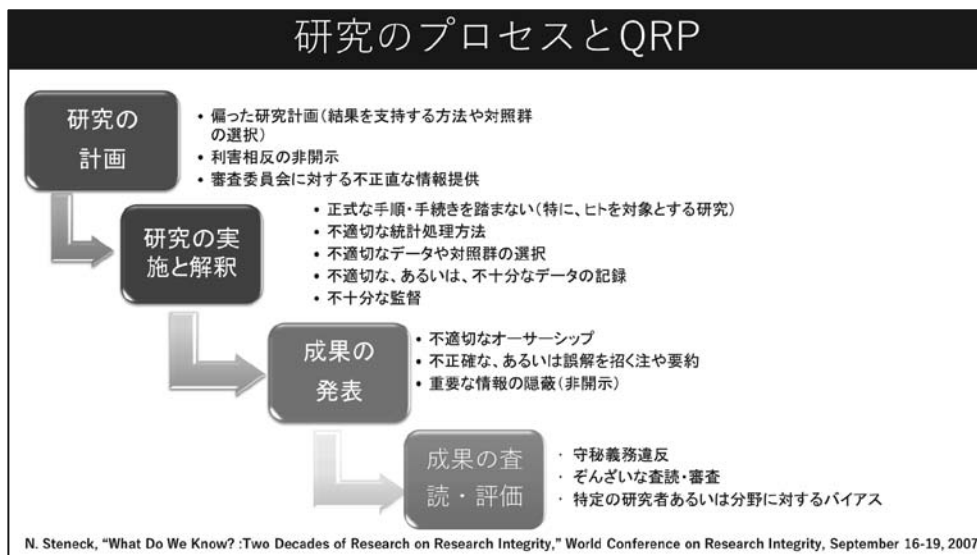 研究のプロセスとQRP
研究の
計画
• 偏った研究計画(結果を支持する方法や対照群
の選択)
• 利害相反の非開示
• 審査委員会に対する不正直な情報提供
研究の実
施と解釈
• 正式な手順・手続きを踏まない(特に、ヒトを対象とする研究)
• 不適切な統計処理方法
• 不適切なデータや対照群の選択
• 不適切な、あるいは、不十分なデータの記録
• 不十分な監督
成果の
発表
• 不適切なオーサーシップ
• 不正確な、あるいは誤解を招く注や要約
• 重要な情報の隠蔽(非開示)
成果の査
読・評価
· 守秘義務違反
· ぞんざいな査読・審査
· 特定の研究者あるいは分野に対するバイアス
N. Steneck, “What Do We Know? :Two Decades of Research on Research Integrity,” World Conference on Research Integrity, September 16-19,